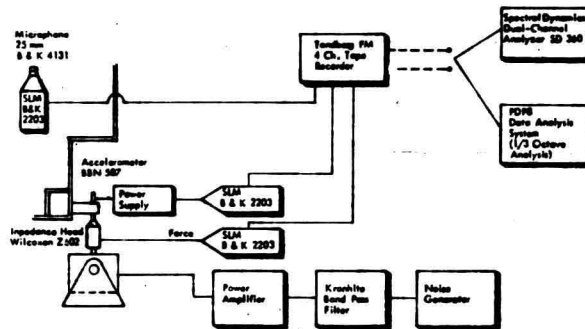 Microphone
25 mm
B & K 4131
SLM
B&K
2203
Tandberg FM
4 Ch. Tape
Recorder
Spectral Dynamics
Dual-Channel
Analyzer SD 360
PDP8
Data Analysis
System
(1/3 Octave
Analysis)
Accelerometer
BBN 507
Power
Supply
SLM
B & K 2203
Impedance Head
Wilcoxon Z602
Force
SLM
B & K 2203
Power
Amplifier
Kronhite
Band Pass
Filter
Noise
Generator